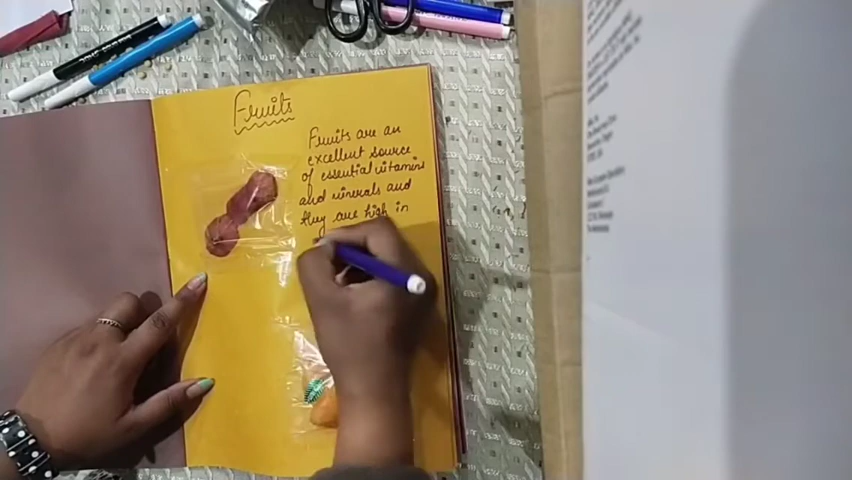 Fruits
Fruits are an
excellent source
of essential vitamins
and minerals and
they are high in